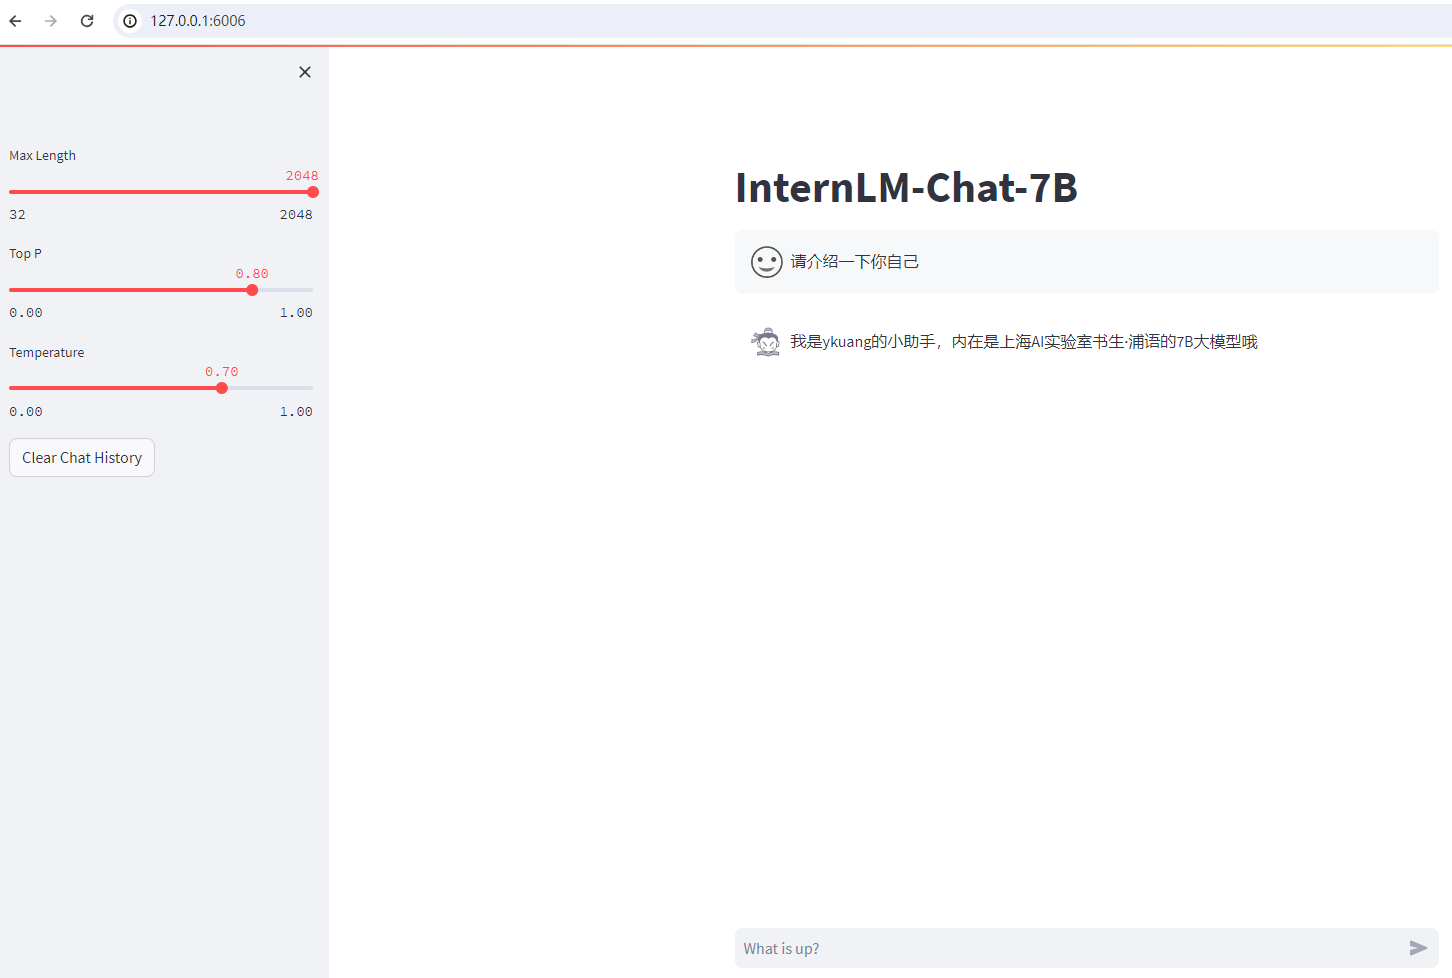 127.0.0.1:6006
Max Length
2048
32 2048
Top P
0.80
0.00 1.00
Temperature
0.70
0.00 1.00
Clear Chat History
InternLM-Chat-7B
请介绍一下你自己
我是ykuang的小助手，内在是上海AI实验室书生·浦语的7B大模型哦
What is up?